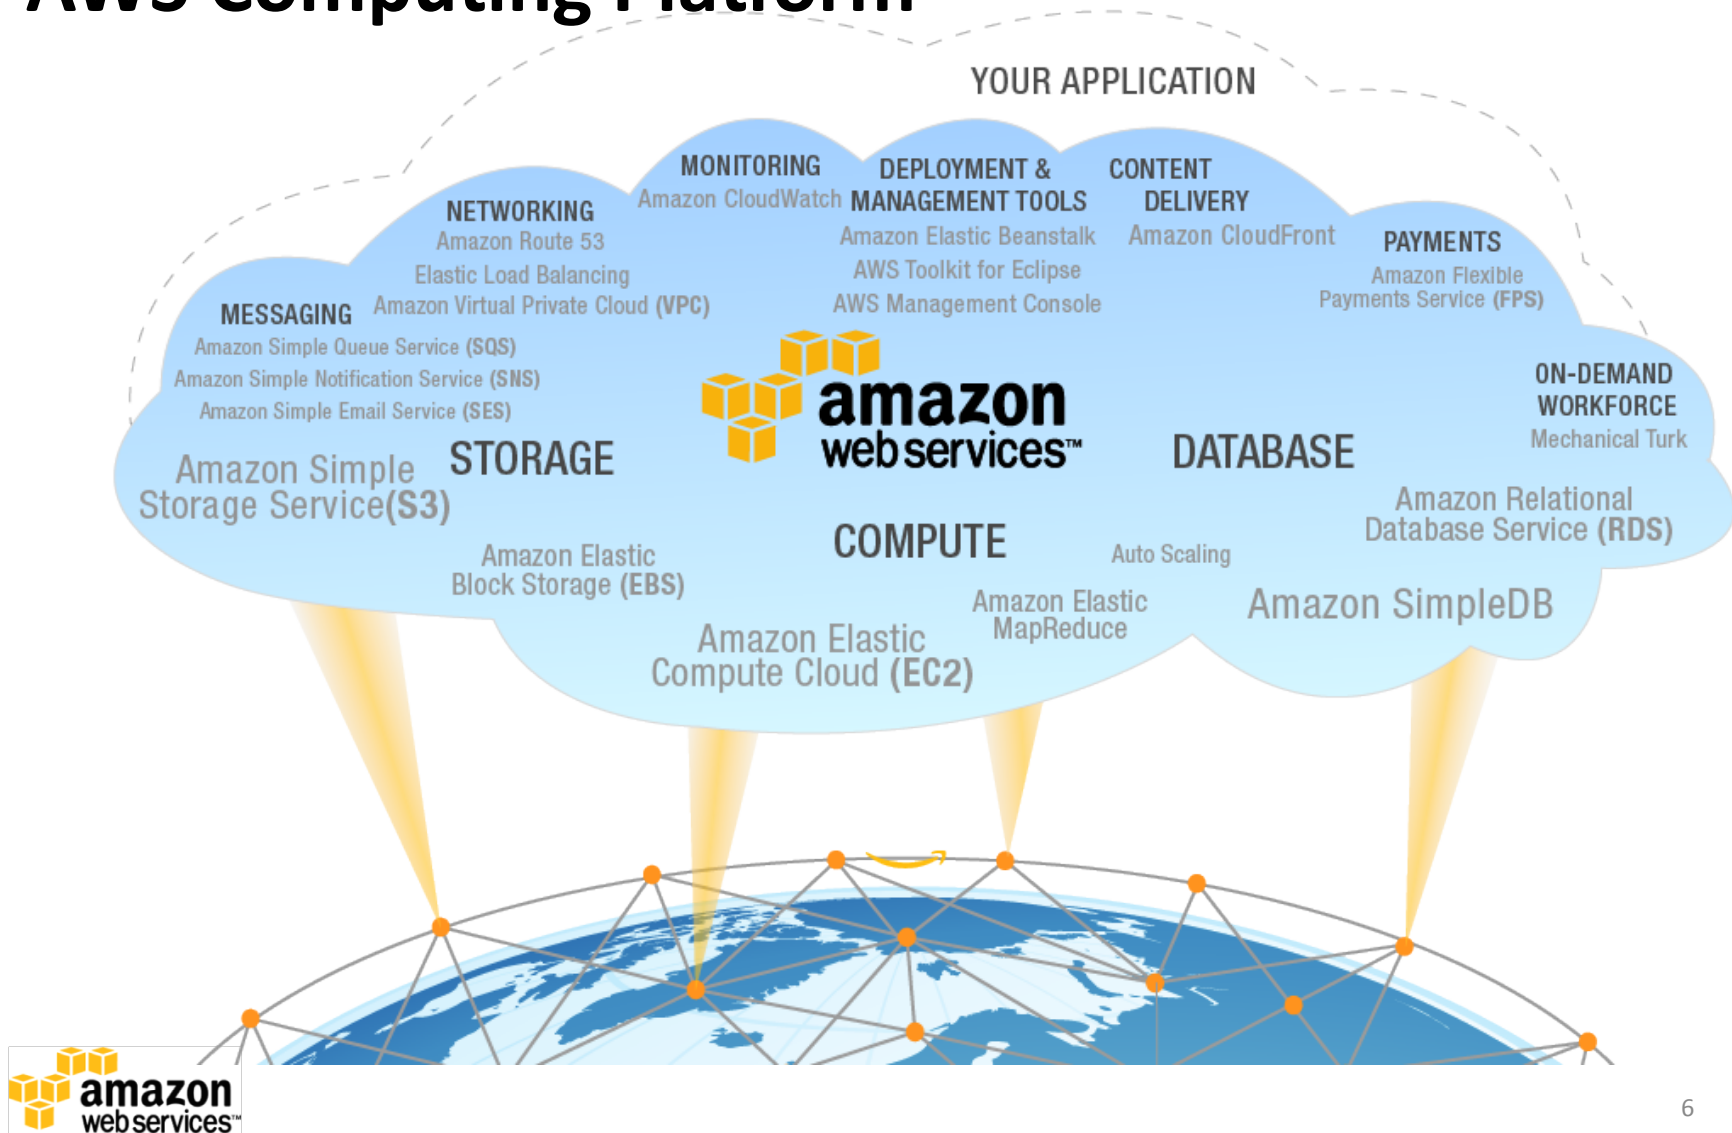 AWS Computing Platform
YOUR APPLICATION
MONITORING
Amazon CloudWatch
DEPLOYMENT &
MANAGEMENT TOOLS
Amazon Elastic Beanstalk
AWS Toolkit for Eclipse
AWS Management Console
CONTENT
DELIVERY
Amazon CloudFront
NETWORKING
Amazon Route 53
Elastic Load Balancing
Amazon Virtual Private Cloud (VPC)
PAYMENTS
Amazon Flexible
Payments Service (FPS)
MESSAGING
Amazon Simple Queue Service (SQS)
Amazon Simple Notification Service (SNS)
Amazon Simple Email Service (SES)
amazon
web services™
ON-DEMAND
WORKFORCE
Mechanical Turk
STORAGE
Amazon Simple
Storage Service(S3)
Amazon Elastic
Block Storage (EBS)
DATABASE
Amazon Relational
Database Service (RDS)
Amazon SimpleDB
COMPUTE
Auto Scaling
Amazon Elastic
MapReduce
Amazon Elastic
Compute Cloud (EC2)
amazon
web services™
6